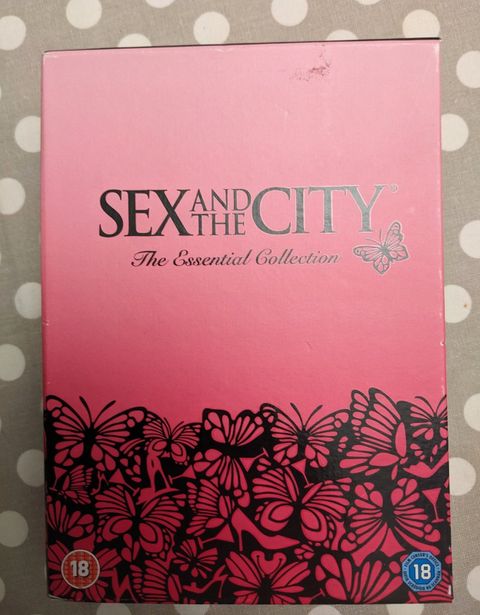 SEX AND THE CITY®
The Essential Collection
18
18